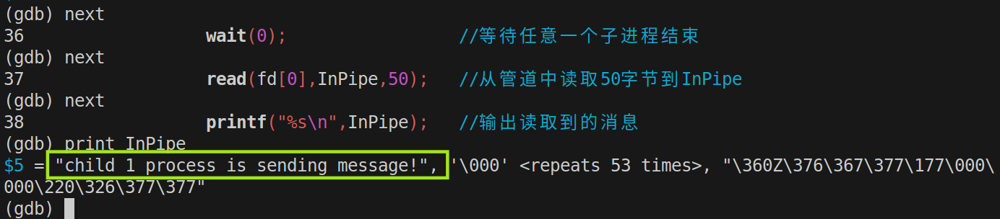 (gdb) next
36                  wait(0);                 //等待任意一个子进程结束
(gdb) next
37                  read(fd[0],InPipe,50);   //从管道中读取50字节到InPipe
(gdb) next
38                  printf("%s\n",InPipe);   //输出读取到的消息
(gdb) print InPipe
$5 = "child 1 process is sending message!", '\000' <repeats 53 times>, "\360Z\376\367\377\177\000\
000\220\326\377\377"
(gdb)